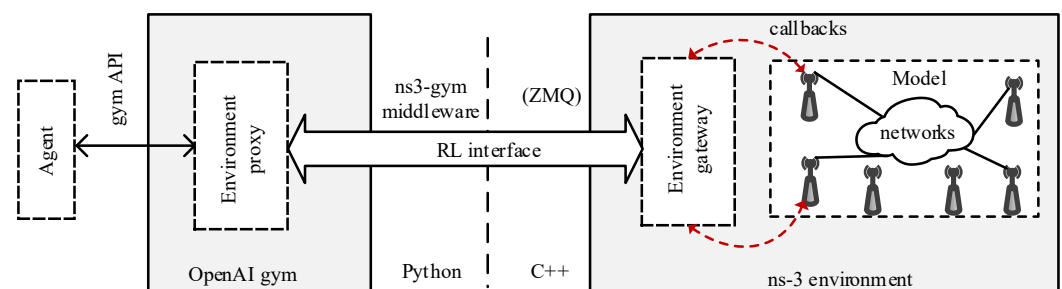 Agent
gym API
Environment
proxy
OpenAI gym
ns3-gym
middleware
(ZMQ)
RL interface
Python
C++
callbacks
Environment
gateway
Model
networks
ns-3 environment